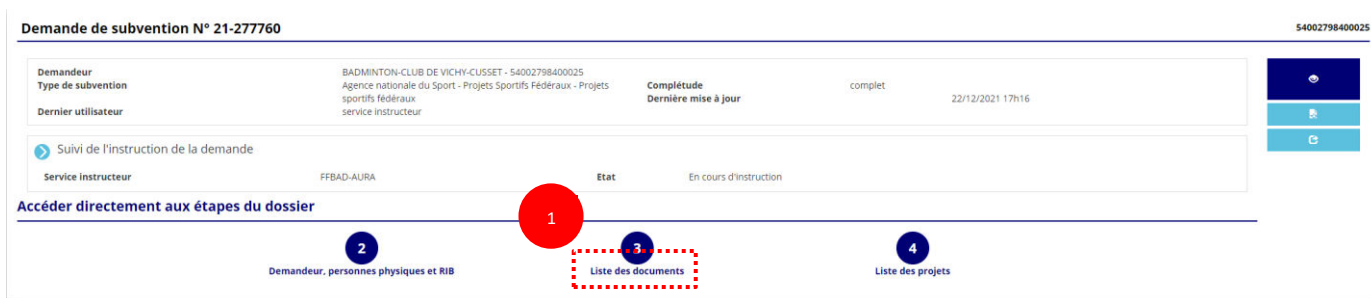 Demande de subvention N° 21-277760
54002798400025
Demandeur BADMINTON-CLUB DE VICHY-CUSSET - 54002798400025
Type de subvention Agence nationale du Sport - Projets Sportifs Fédéraux - Projets sportifs fédéraux
Complétude complet
Dernière mise à jour 22/12/2021 17h16
Dernier utilisateur service instructeur
Suivi de l'instruction de la demande
Service instructeur FFBAD-AURA Etat En cours d'instruction
Accéder directement aux étapes du dossier
1
2 3 4
Demandeur, personnes physiques et RIB Liste des documents Liste des projets